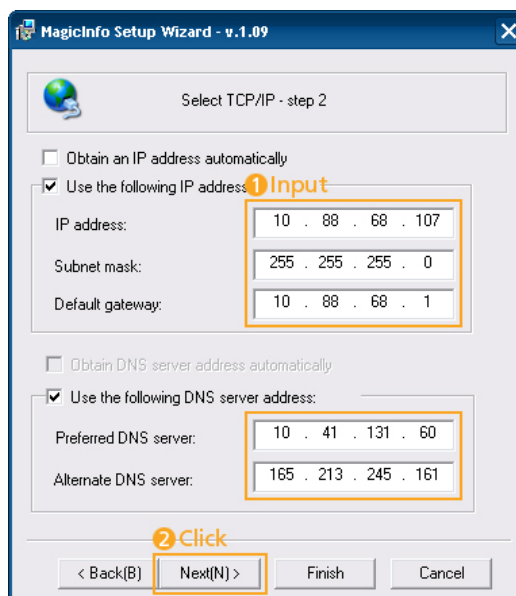 MagicInfo Setup Wizard - v.1.09
Select TCP/IP - step 2
Obtain an IP address automatically
Use the following IP address
1 Input
IP address: 10 . 88 . 68 . 107
Subnet mask: 255 . 255 . 255 . 0
Default gateway: 10 . 88 . 68 . 1
Obtain DNS server address automatically
Use the following DNS server address:
Preferred DNS server: 10 . 41 . 131 . 60
Alternate DNS server: 165 . 213 . 245 . 161
2 Click
< Back(B) Next(N) > Finish Cancel